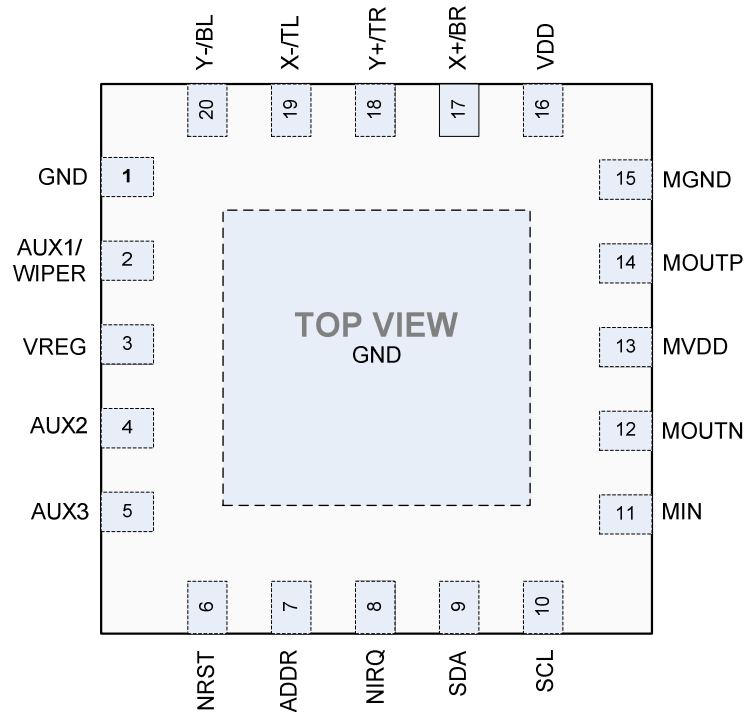 Y-/BL
X-/TL
Y+/TR
X+/BR
VDD
20
19
18
17
16
GND
1
AUX1/
WIPER
2
VREG
3
AUX2
4
AUX3
5
TOP VIEW
GND
15
MGND
14
MOUTP
13
MVDD
12
MOUTN
11
MIN
6
7
8
9
10
NRST
ADDR
NIRQ
SDA
SCL